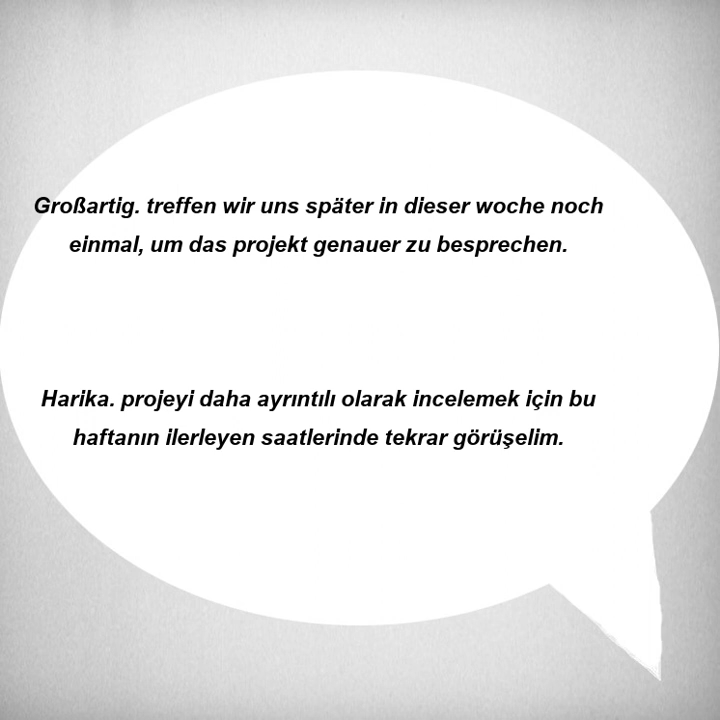 Großartig. treffen wir uns später in dieser woche noch
einmal, um das projekt genauer zu besprechen.
Harika. projeyi daha ayrıntılı olarak incelemek için bu
haftanın ilerleyen saatlerinde tekrar görüşelim.